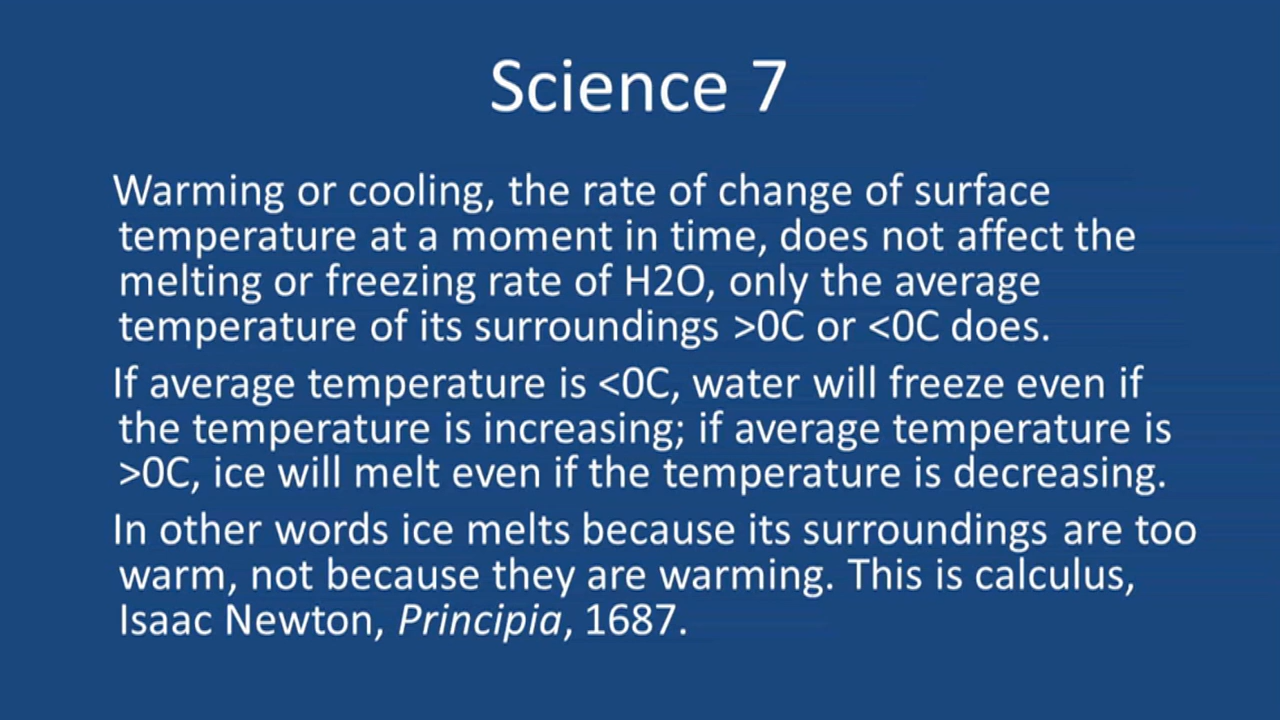 Science 7
Warming or cooling, the rate of change of surface
temperature at a moment in time, does not affect the
melting or freezing rate of H2O, only the average
temperature of its surroundings >0C or <0C does.
If average temperature is <0C, water will freeze even if
the temperature is increasing; if average temperature is
>0C, ice will melt even if the temperature is decreasing.
In other words ice melts because its surroundings are too
warm, not because they are warming. This is calculus,
Isaac Newton, Principia, 1687.